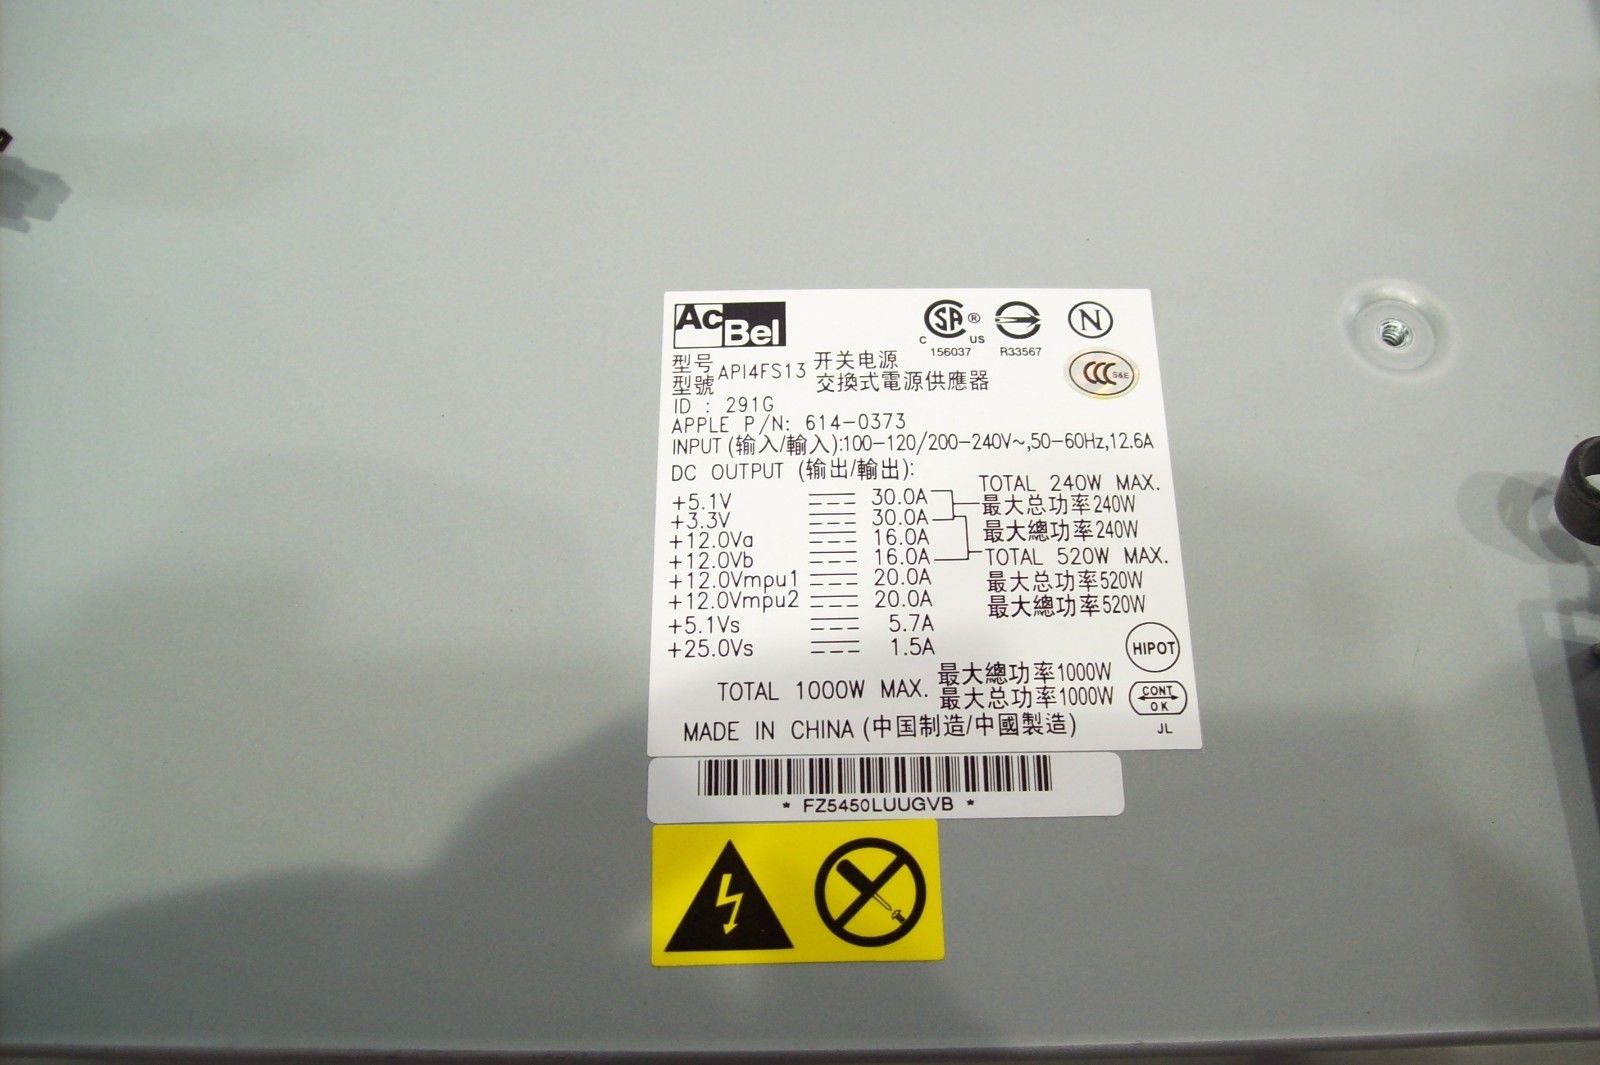 AcBel
CSA ® N
C US
156037 R33567
CCC S&E
型号 API4FS13 开关电源
型號 交換式電源供應器
ID : 291G
APPLE P/N: 614-0373
INPUT (输入/輸入):100-120/200-240V~,50-60Hz,12.6A
DC OUTPUT (输出/輸出):
+5.1V 30.0A TOTAL 240W MAX.
+3.3V 30.0A 最大总功率240W
+12.0Va 16.0A 最大總功率240W
+12.0Vb 16.0A TOTAL 520W MAX.
+12.0Vmpu1 20.0A 最大总功率520W
+12.0Vmpu2 20.0A 最大總功率520W
+5.1Vs 5.7A
+25.0Vs 1.5A
HIPOT
最大總功率1000W
TOTAL 1000W MAX. 最大总功率1000W
CONT
OK
JL
MADE IN CHINA (中国制造/中國製造)
* FZ5450LUUGVB *